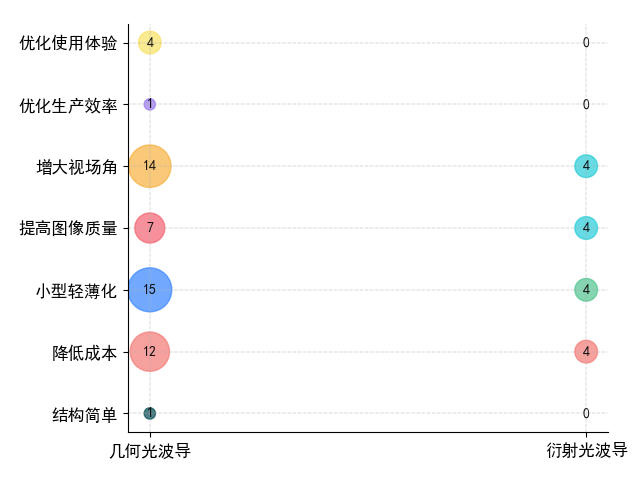 优化使用体验 4 0
优化生产效率 1 0
增大视场角 14 4
提高图像质量 7 4
小型轻薄化 15 4
降低成本 12 4
结构简单 1 0
几何光波导 衍射光波导